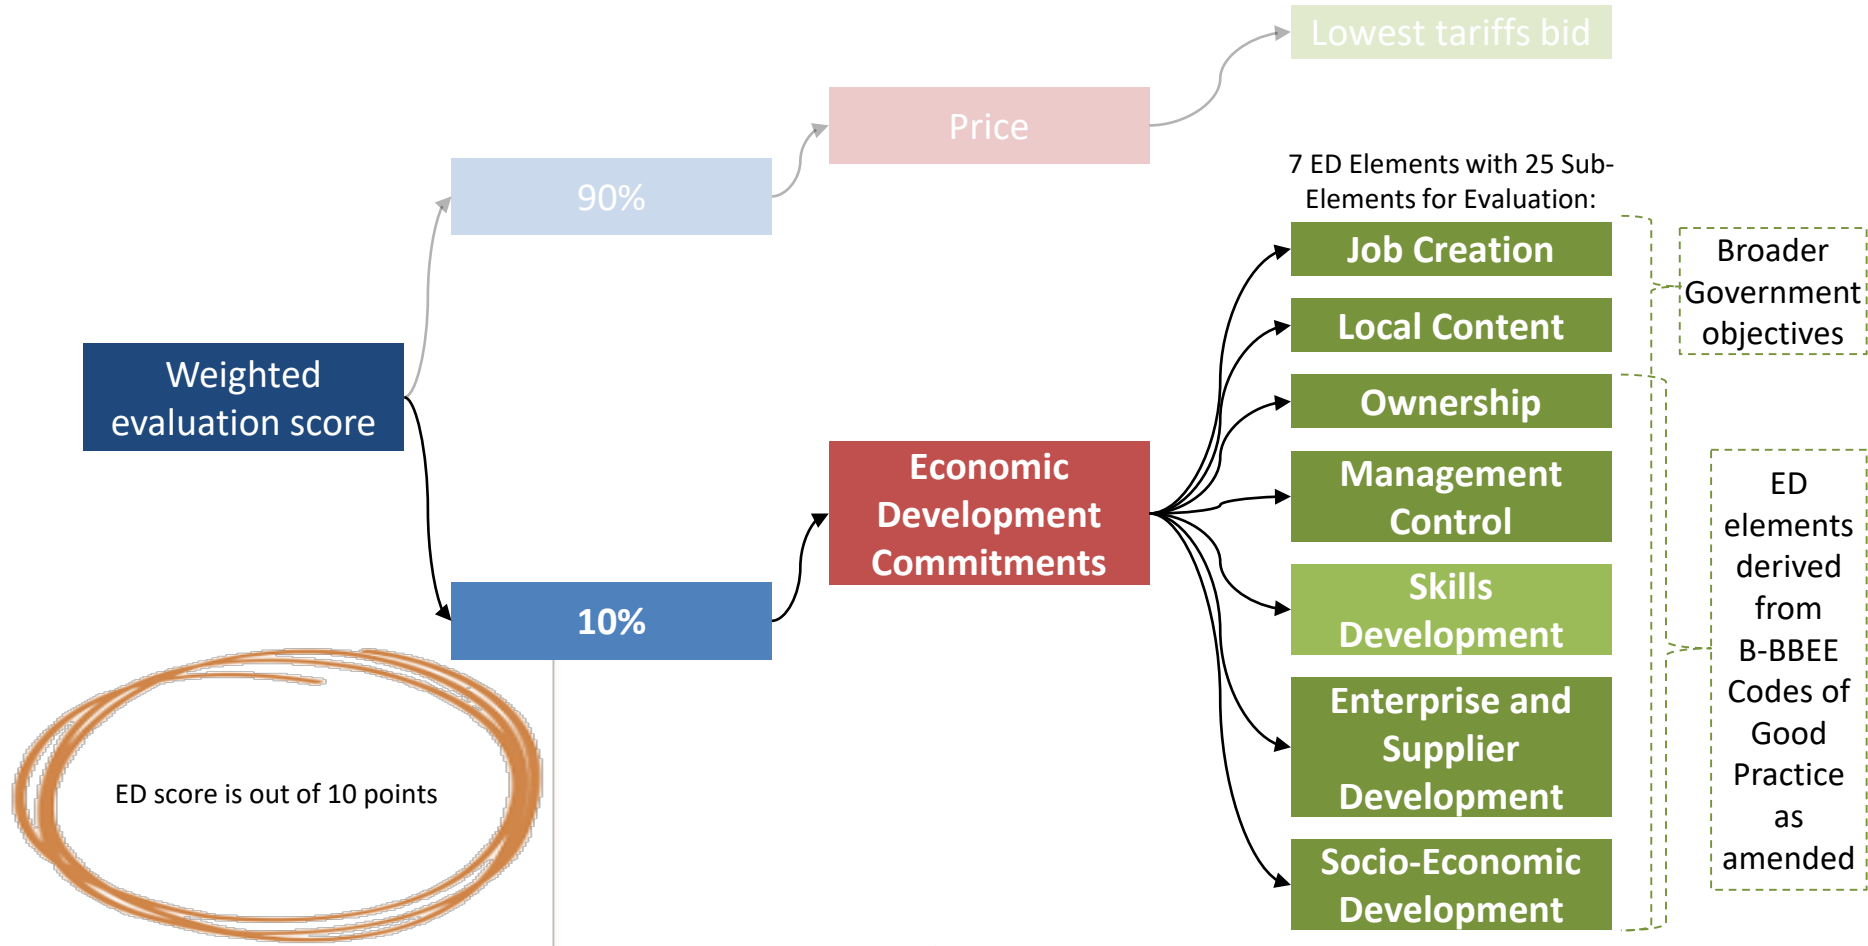 Lowest tariffs bid
Price
90%
7 ED Elements with 25 Sub-
Elements for Evaluation:
Job Creation
Local Content
Ownership
Management
Control
Skills
Development
Enterprise and
Supplier
Development
Socio-Economic
Development
Broader
Government
objectives
ED
elements
derived
from
B-BBEE
Codes of
Good
Practice
as
amended
Weighted
evaluation score
Economic
Development
Commitments
10%
ED score is out of 10 points